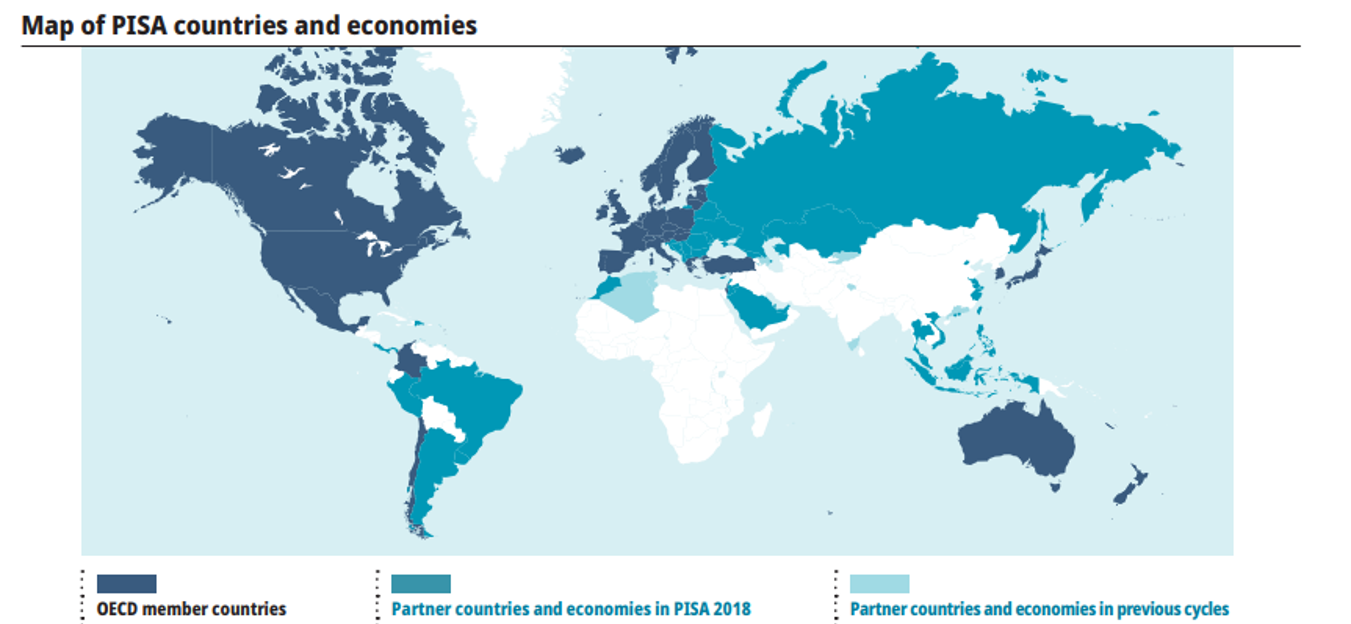 Map of PISA countries and economies
OECD member countries
Partner countries and economies in PISA 2018
Partner countries and economies in previous cycles